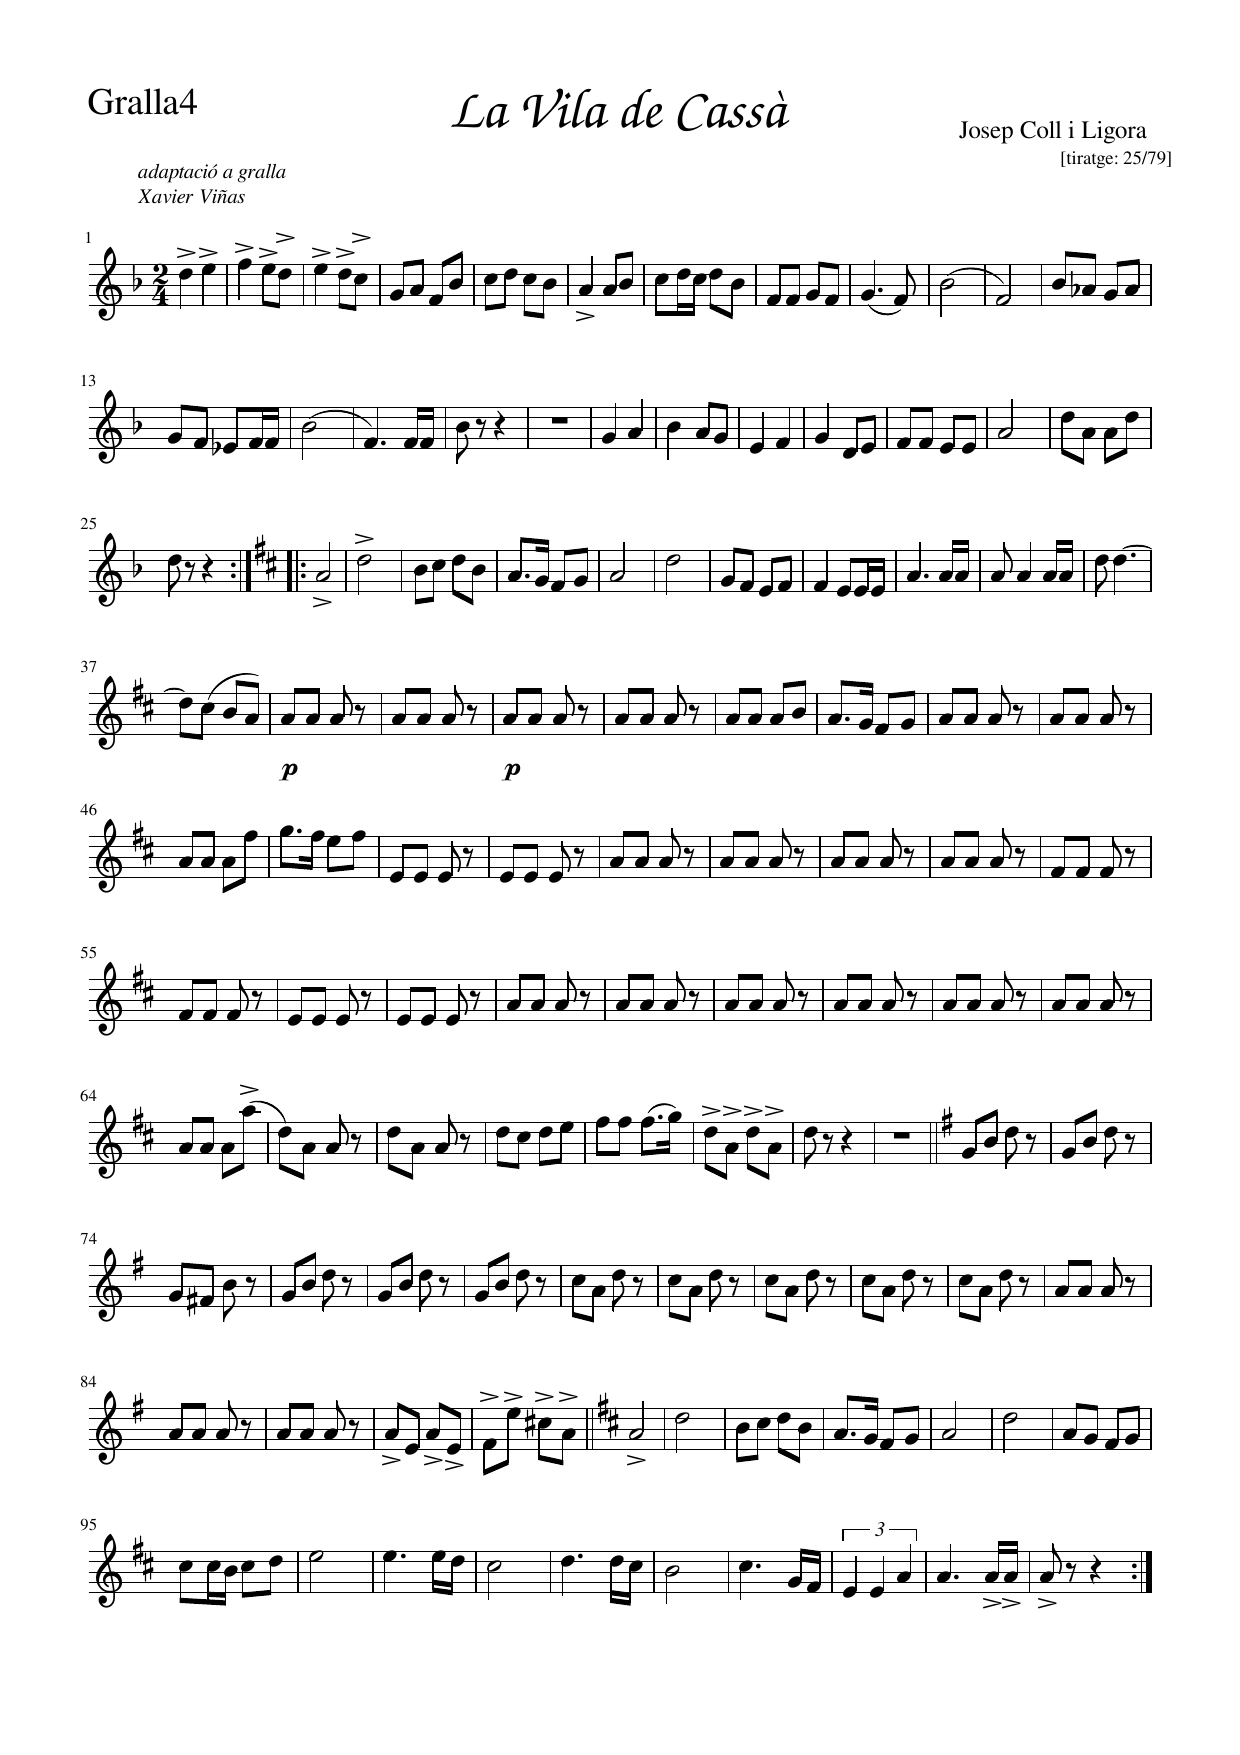 Gralla4
La Vila de Cassà
Josep Coll i Ligora
[tiratge: 25/79]
adaptació a gralla
Xavier Viñas
1
2
4
13
25
37
p
p
46
55
64
74
84
95
3